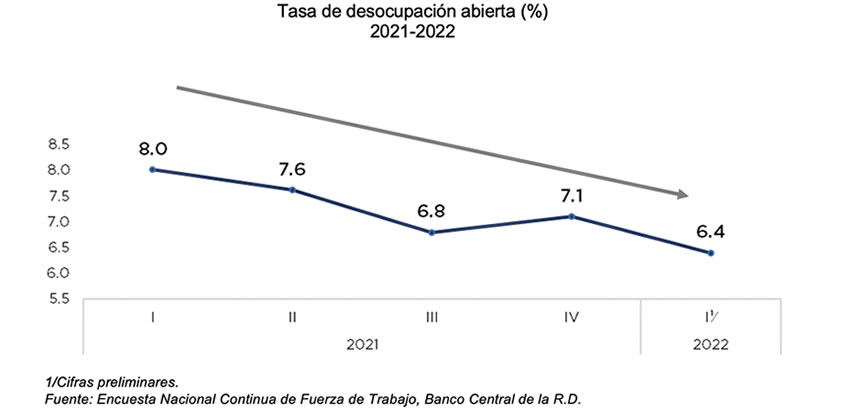 Tasa de desocupación abierta (%)
2021-2022
8.5
8.0
7.5
7.0
6.5
6.0
5.5
8.0
7.6
6.8
7.1
6.4
I
II
III
IV
I¹/
2021
2022
1/Cifras preliminares.
Fuente: Encuesta Nacional Continua de Fuerza de Trabajo, Banco Central de la R.D.